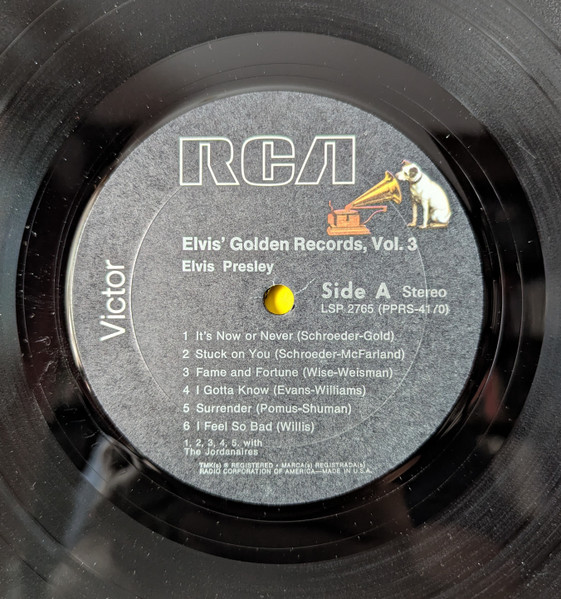 RCA
Victor
Elvis' Golden Records, Vol. 3
Elvis Presley
Side A Stereo
LSP 2765 (PPRS-4170)
1 It's Now or Never (Schroeder-Gold)
2 Stuck on You (Schroeder-McFarland)
3 Fame and Fortune (Wise-Weisman)
4 I Gotta Know (Evans-Williams)
5 Surrender (Pomus-Shuman)
6 I Feel So Bad (Willis)
1, 2, 3, 4, 5, with
The Jordanaires
TMK(s) ® REGISTERED • MARCA(s) REGISTRADA(s)
RADIO CORPORATION OF AMERICA—MADE IN U.S.A.